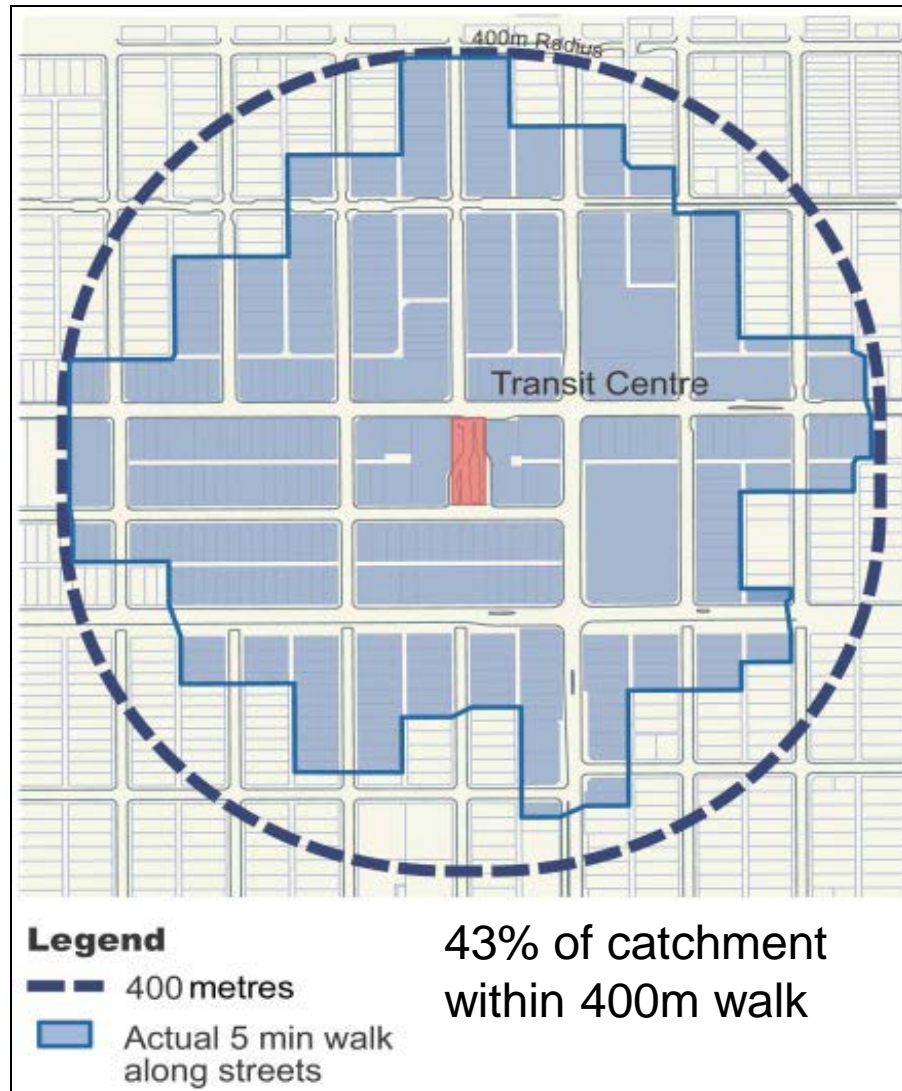 400m Radius
Transit Centre
Legend
400 metres
Actual 5 min walk
along streets
43% of catchment
within 400m walk